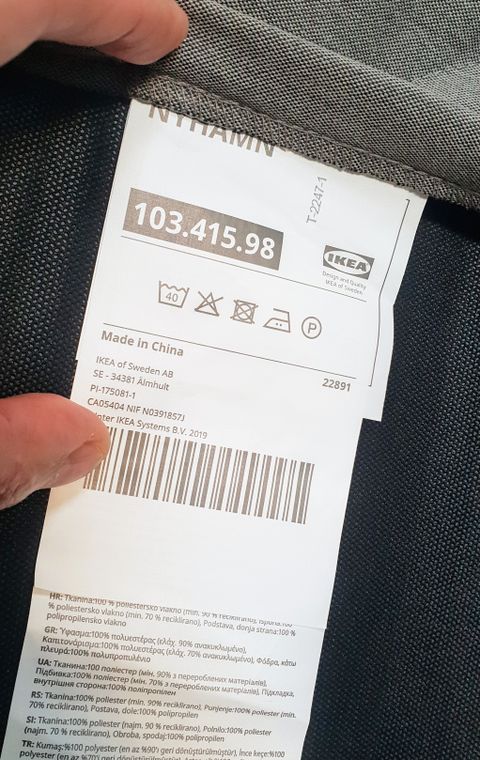 NYHAMN
T-2247-1
103.415.98
IKEA
Design and Quality
IKEA of Sweden
40
P
Made in China
22891
IKEA of Sweden AB
SE - 34381 Älmhult
PI-175081-1
CA05404 NIF N0391857J
Inter IKEA Systems B.V. 2019
HR: Tkanina:100 % poliestersko vlakno (min. 90 % reciklirano), Ispuna:100
% poliestersko vlakno (min. 70 % reciklirano), Podstava, donja strana:100 %
polipropilensko vlakno
GR: Ύφασμα:100% πολυεστέρας (ελάχ. 90% ανακυκλωμένο),
Καπιτονάρισμα:100% πολυεστέρας (ελάχ. 70% ανακυκλωμένο), Φόδρα, κάτω
πλευρά:100% πολυπροπυλένιο
UA: Тканина:100 поліестер (мін. 90% з перероблених матеріалів),
Підбивка:100% поліестер (мін. 70% з перероблених матеріалів), Підкладка,
внутрішня сторона:100% поліпропілен
RS: Tkanina:100% poliestar (min. 90% reciklirano), Punjenje:100% poliestar (min.
70% reciklirano), Postava, dole:100% polipropilen
SI: Tkanina:100% poliester (najm. 90 % reciklirano), Polnilo:100% poliester
(najm. 70% reciklirano), Obroba, spodaj:100% polipropilen
TR: Kumaş:%100 polyester (en az %90'ı geri dönüştürülmüştür), İnce keçe:%100
polyester (en az %70'i geri dönüştürülmüştür),